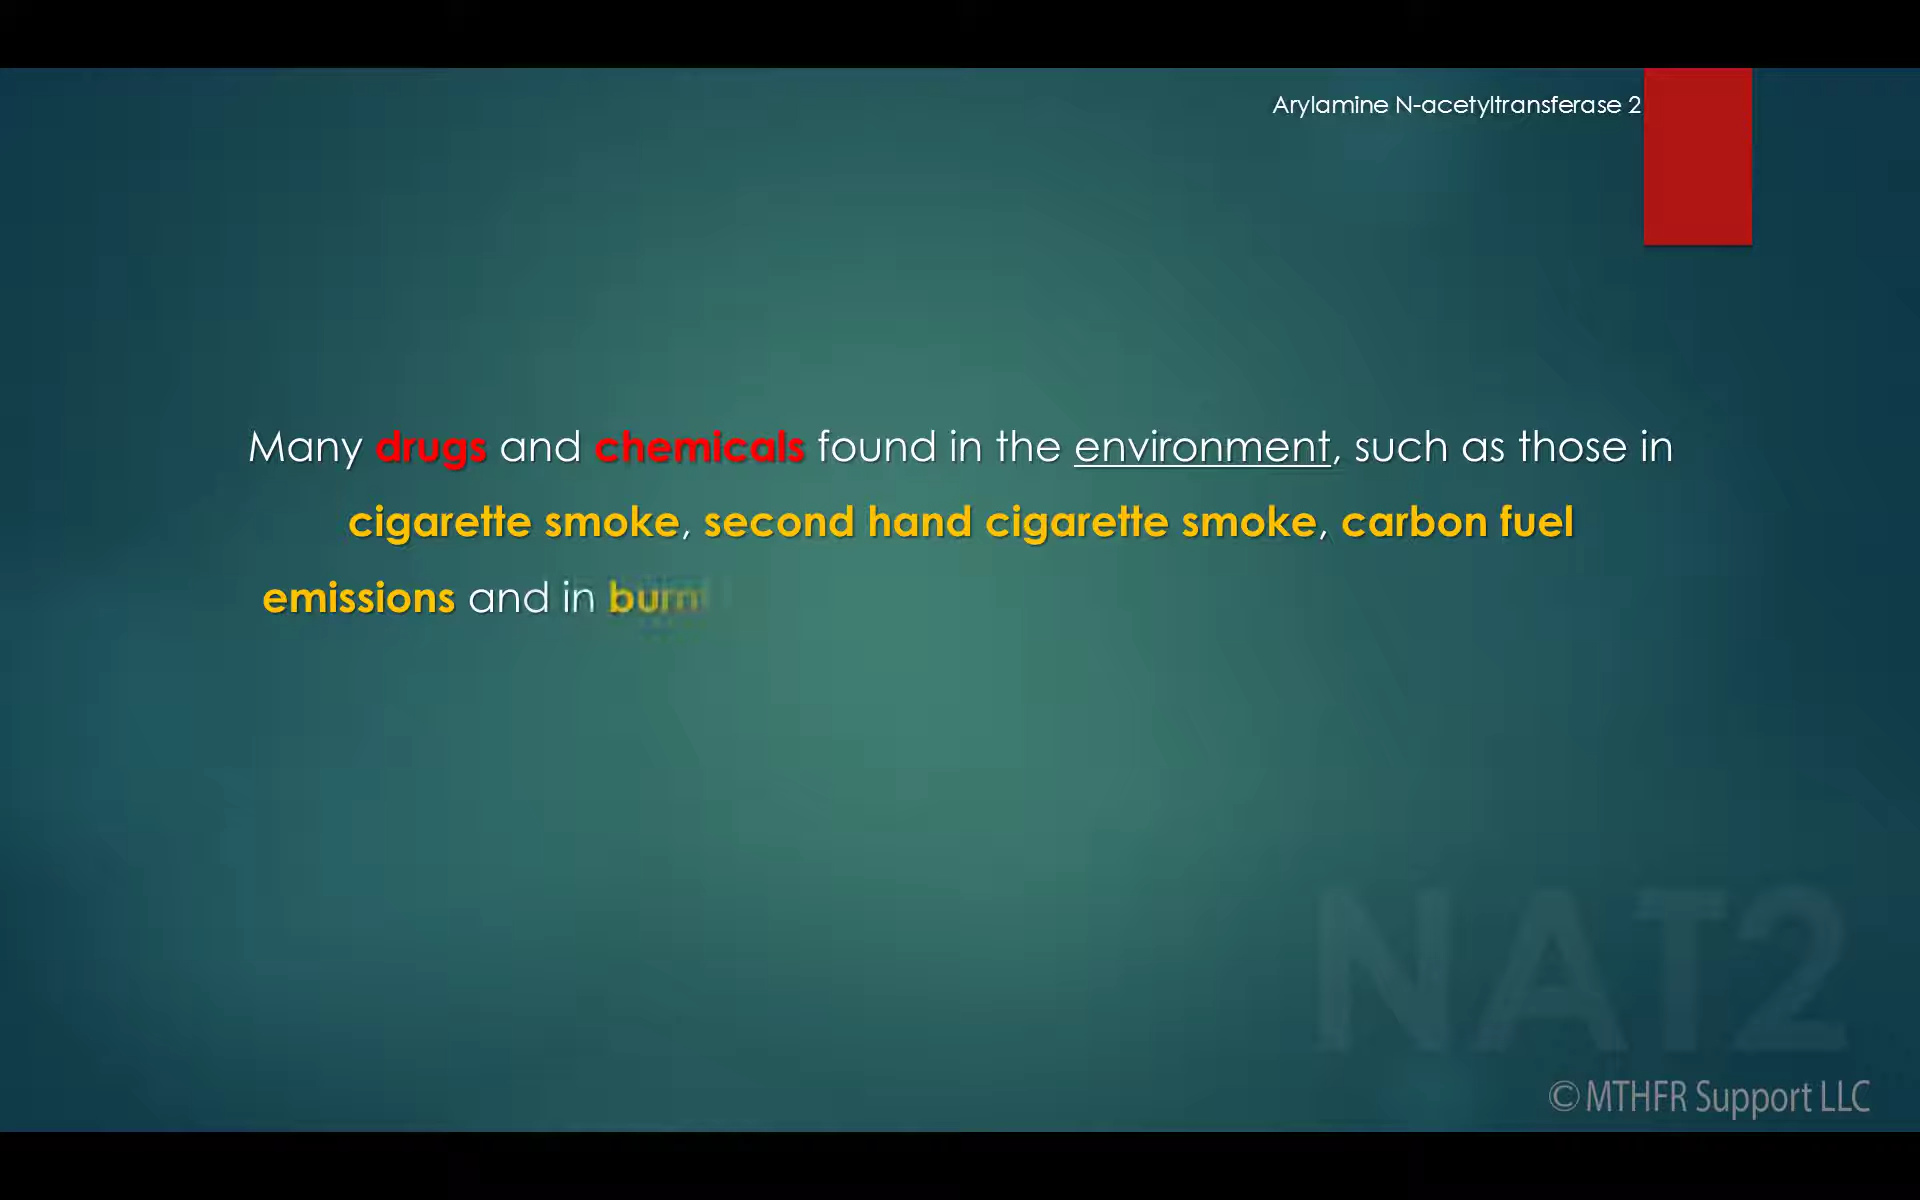 Arylamine N-acetyltransferase 2
Many drugs and chemicals found in the environment, such as those in
cigarette smoke, second hand cigarette smoke, carbon fuel
emissions and in
NAT2
© MTHFR Support LLC